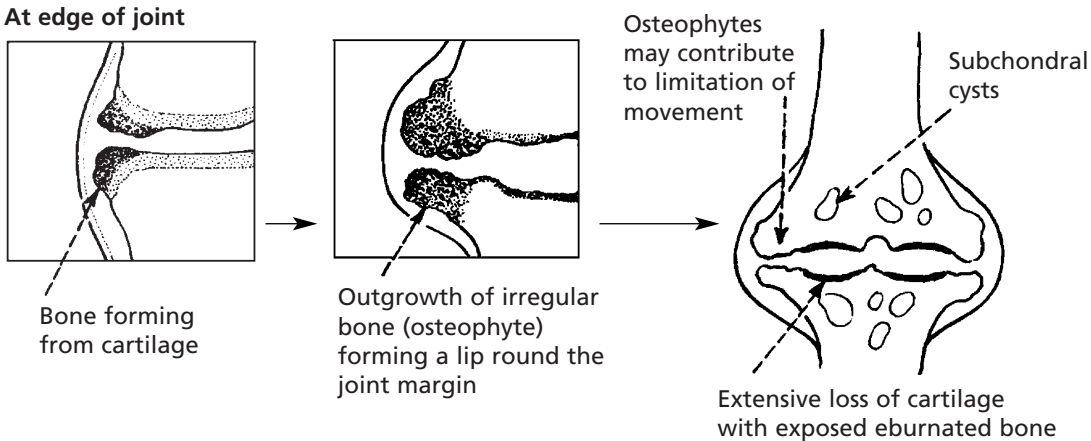 At edge of joint
Bone forming
from cartilage
Outgrowth of irregular
bone (osteophyte)
forming a lip round the
joint margin
Osteophytes
may contribute
to limitation of
movement
Subchondral
cysts
Extensive loss of cartilage
with exposed eburnated bone